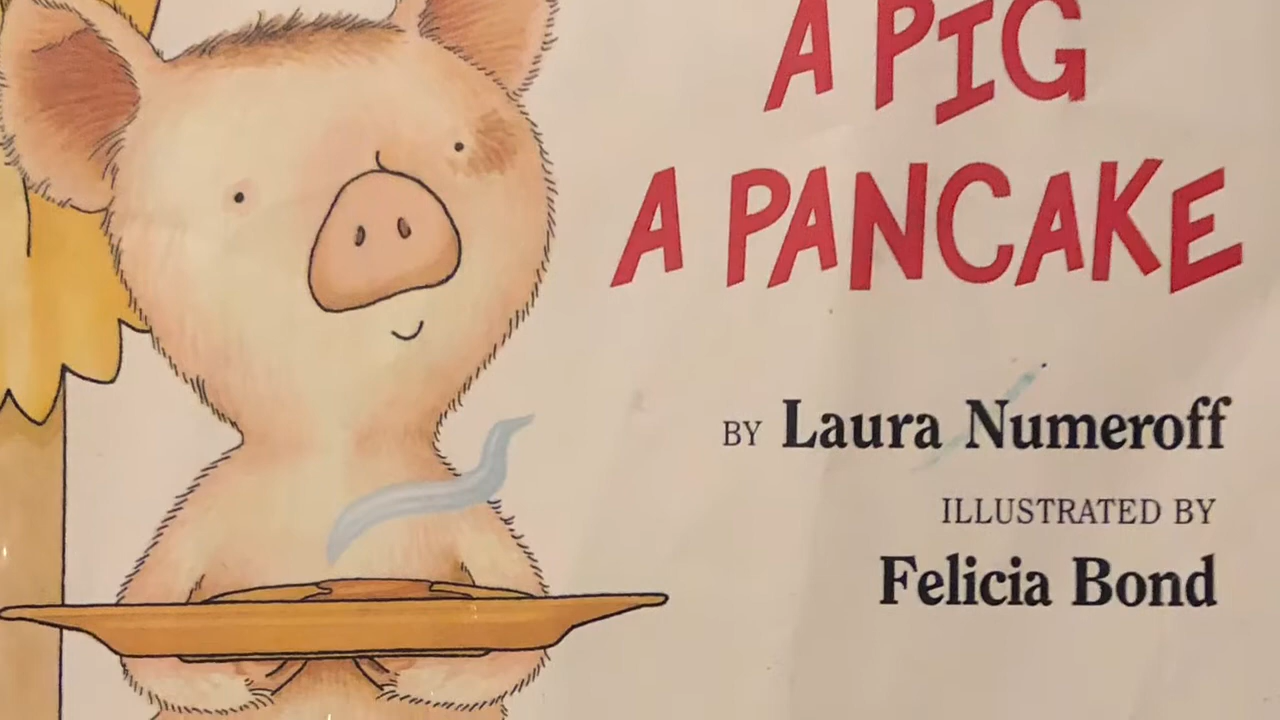 A PIG
A PANCAKE
BY Laura Numeroff
ILLUSTRATED BY
Felicia Bond